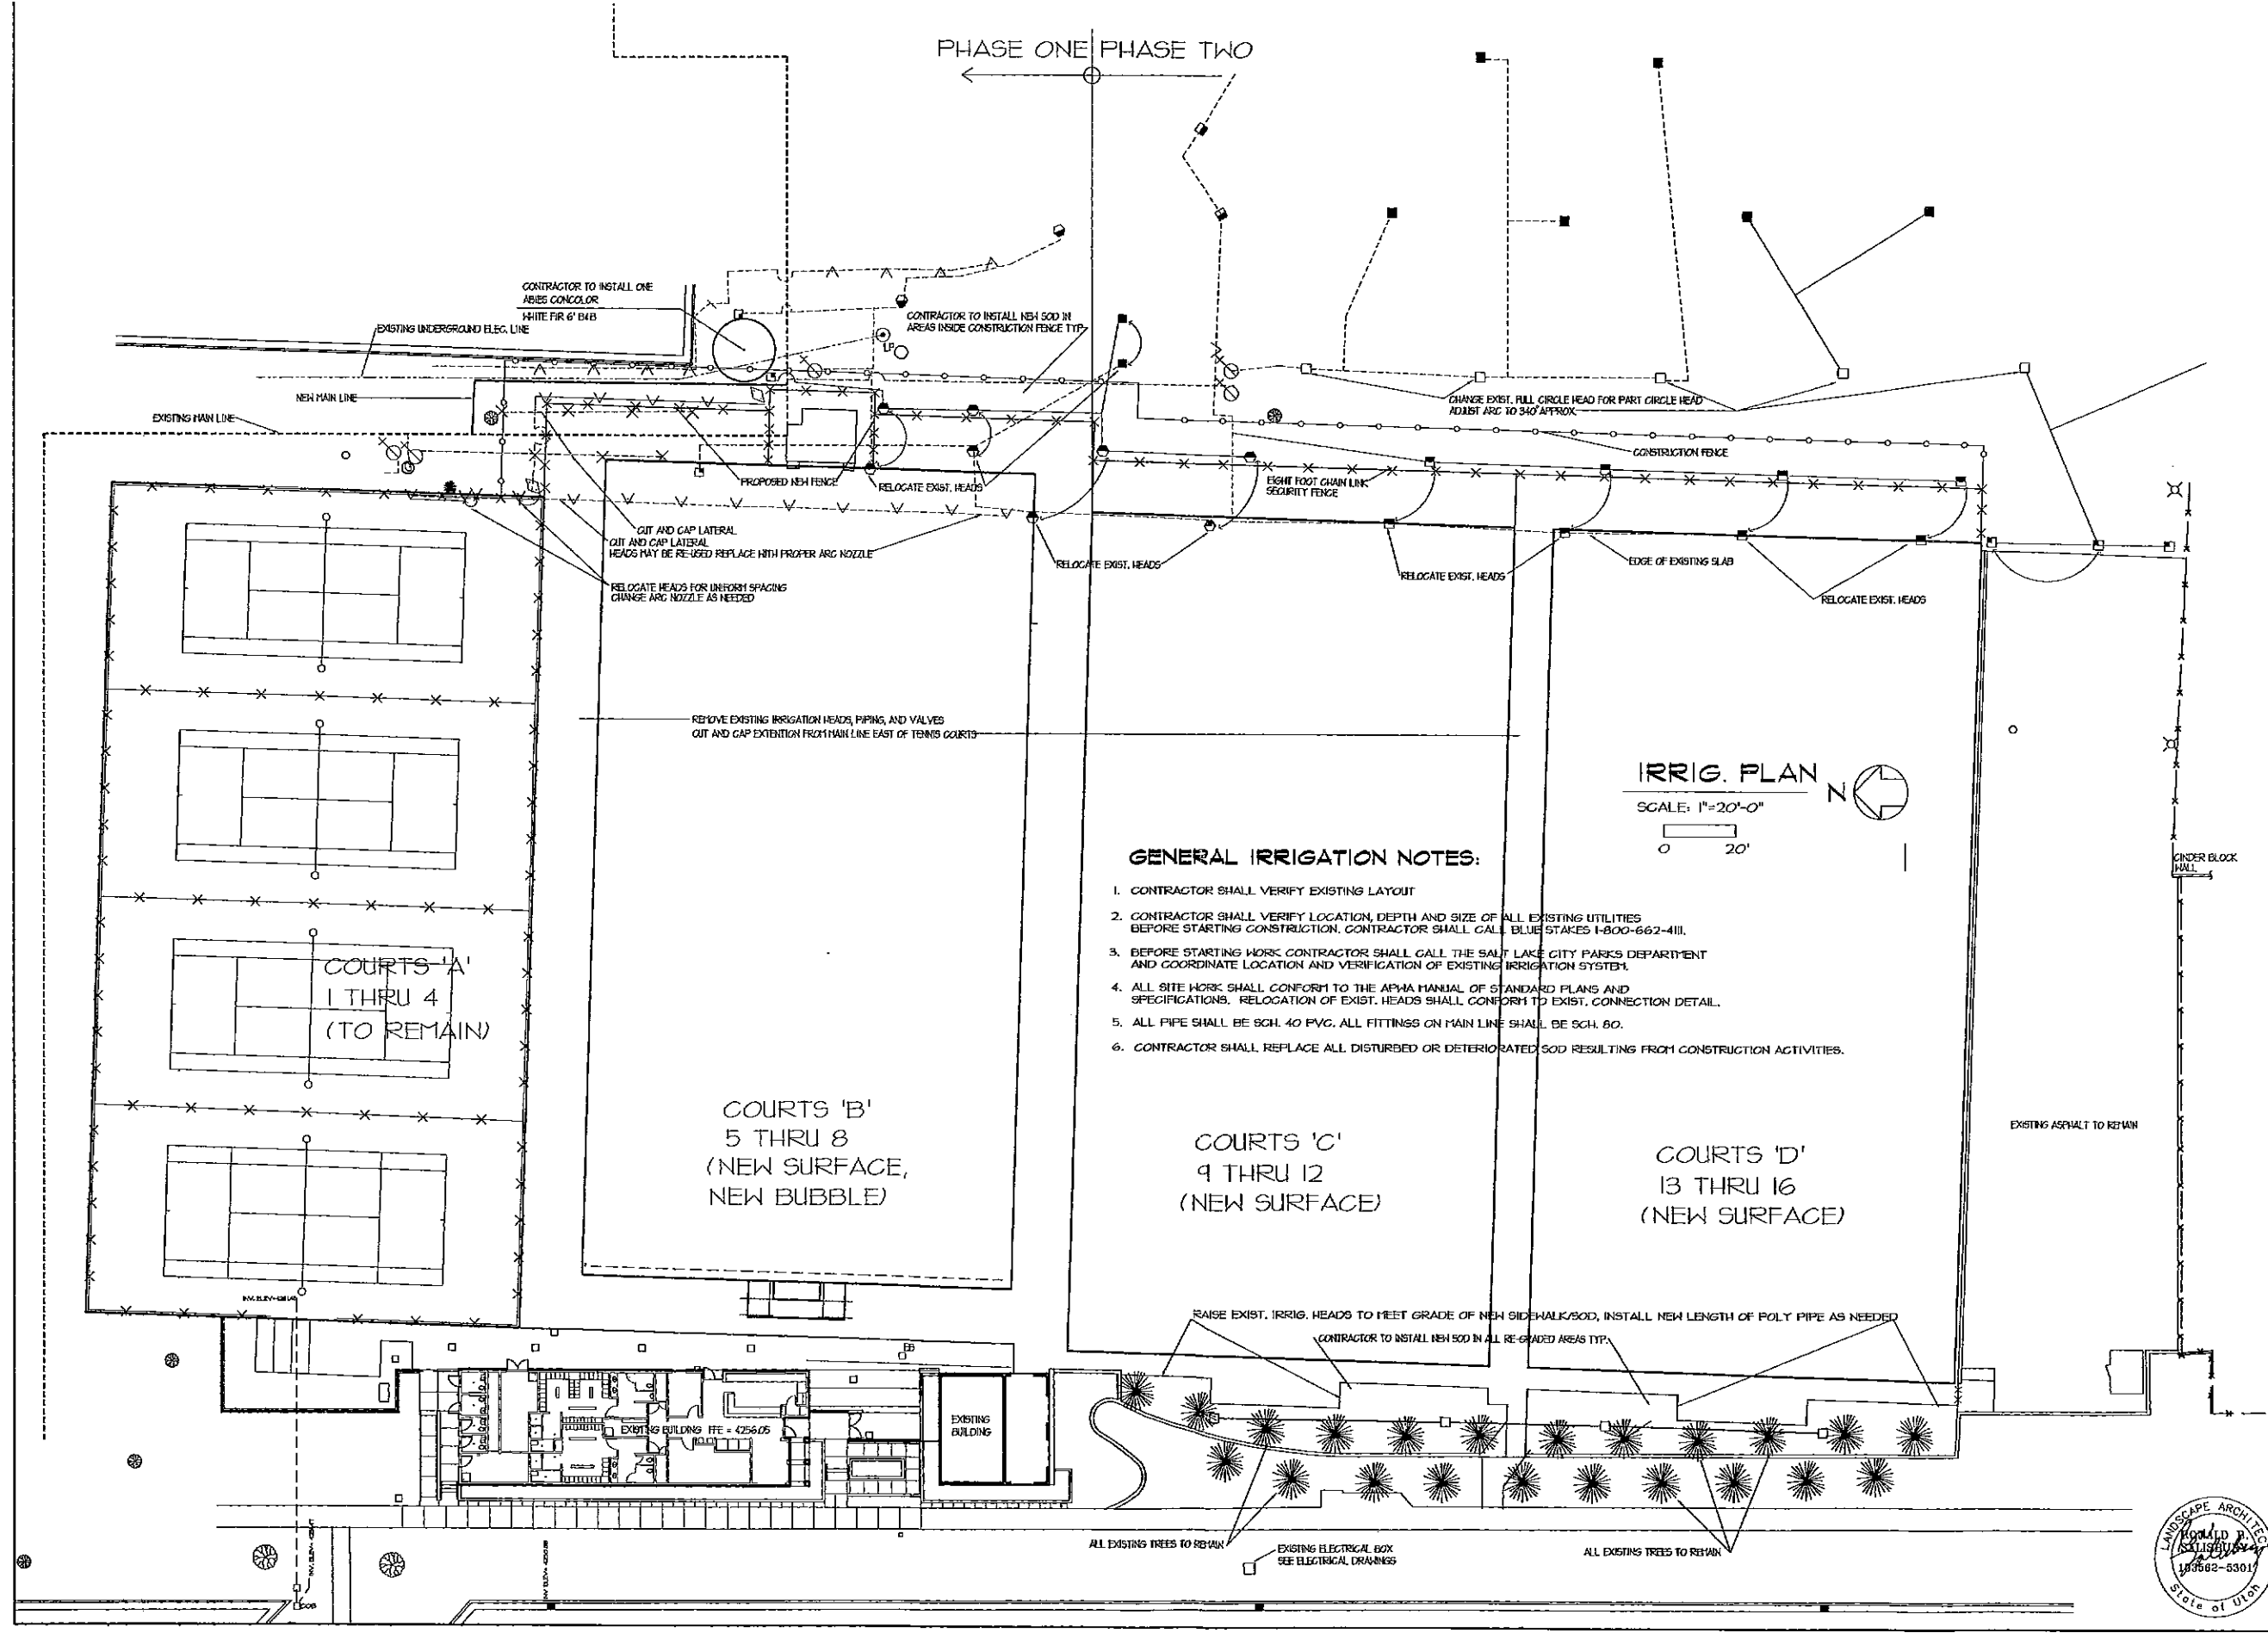 PHASE ONE PHASE TWO
CONTRACTOR TO INSTALL ONE
ABIES CONCOLOR
WHITE FIR 6' B&B
EXISTING UNDERGROUND ELEC. LINE
CONTRACTOR TO INSTALL NEW SOD IN
AREAS INSIDE CONSTRUCTION FENCE TYP.
LP
NEW MAIN LINE
EXISTING MAIN LINE
CHANGE EXIST. FULL CIRCLE HEAD FOR PART CIRCLE HEAD
ADJUST ARC TO 340° APPROX.
CONSTRUCTION FENCE
PROPOSED NEW FENCE
RELOCATE EXIST. HEADS
EIGHT FOOT CHAIN LINK
SECURITY FENCE
CUT AND CAP LATERAL
CUT AND CAP LATERAL
HEADS MAY BE RE-USED REPLACE WITH PROPER ARC NOZZLE
RELOCATE EXIST. HEADS
RELOCATE EXIST. HEADS
EDGE OF EXISTING SLAB
RELOCATE EXIST. HEADS
RELOCATE HEADS FOR UNIFORM SPACING
CHANGE ARC NOZZLE AS NEEDED
REMOVE EXISTING IRRIGATION HEADS, PIPING, AND VALVES
CUT AND CAP EXTENTION FROM MAIN LINE EAST OF TENNIS COURTS
IRRIG. PLAN
N
SCALE: 1"=20'-0"
0 20'
CINDER BLOCK
WALL
GENERAL IRRIGATION NOTES:
1. CONTRACTOR SHALL VERIFY EXISTING LAYOUT
2. CONTRACTOR SHALL VERIFY LOCATION, DEPTH AND SIZE OF ALL EXISTING UTILITIES
BEFORE STARTING CONSTRUCTION. CONTRACTOR SHALL CALL BLUE STAKES 1-800-662-4111.
3. BEFORE STARTING WORK CONTRACTOR SHALL CALL THE SALT LAKE CITY PARKS DEPARTMENT
AND COORDINATE LOCATION AND VERIFICATION OF EXISTING IRRIGATION SYSTEM.
4. ALL SITE WORK SHALL CONFORM TO THE APWA MANUAL OF STANDARD PLANS AND
SPECIFICATIONS. RELOCATION OF EXIST. HEADS SHALL CONFORM TO EXIST. CONNECTION DETAIL.
5. ALL PIPE SHALL BE SCH. 40 PVC. ALL FITTINGS ON MAIN LINE SHALL BE SCH. 80.
6. CONTRACTOR SHALL REPLACE ALL DISTURBED OR DETERIORATED SOD RESULTING FROM CONSTRUCTION ACTIVITIES.
COURTS 'A'
1 THRU 4
(TO REMAIN)
COURTS 'B'
5 THRU 8
(NEW SURFACE,
NEW BUBBLE)
COURTS 'C'
9 THRU 12
(NEW SURFACE)
COURTS 'D'
13 THRU 16
(NEW SURFACE)
EXISTING ASPHALT TO REMAIN
RAISE EXIST. IRRIG. HEADS TO MEET GRADE OF NEW SIDEWALK/SOD, INSTALL NEW LENGTH OF POLY PIPE AS NEEDED
CONTRACTOR TO INSTALL NEW SOD IN ALL RE-GRADED AREAS TYP.
EXISTING BUILDING FFE = 4256.05
EXISTING
BUILDING
ALL EXISTING TREES TO REMAIN
EXISTING ELECTRICAL BOX
SEE ELECTRICAL DRAWINGS
ALL EXISTING TREES TO REMAIN
LANDSCAPE ARCHITECT
RONALD R.
SALISBURY
State of Utah